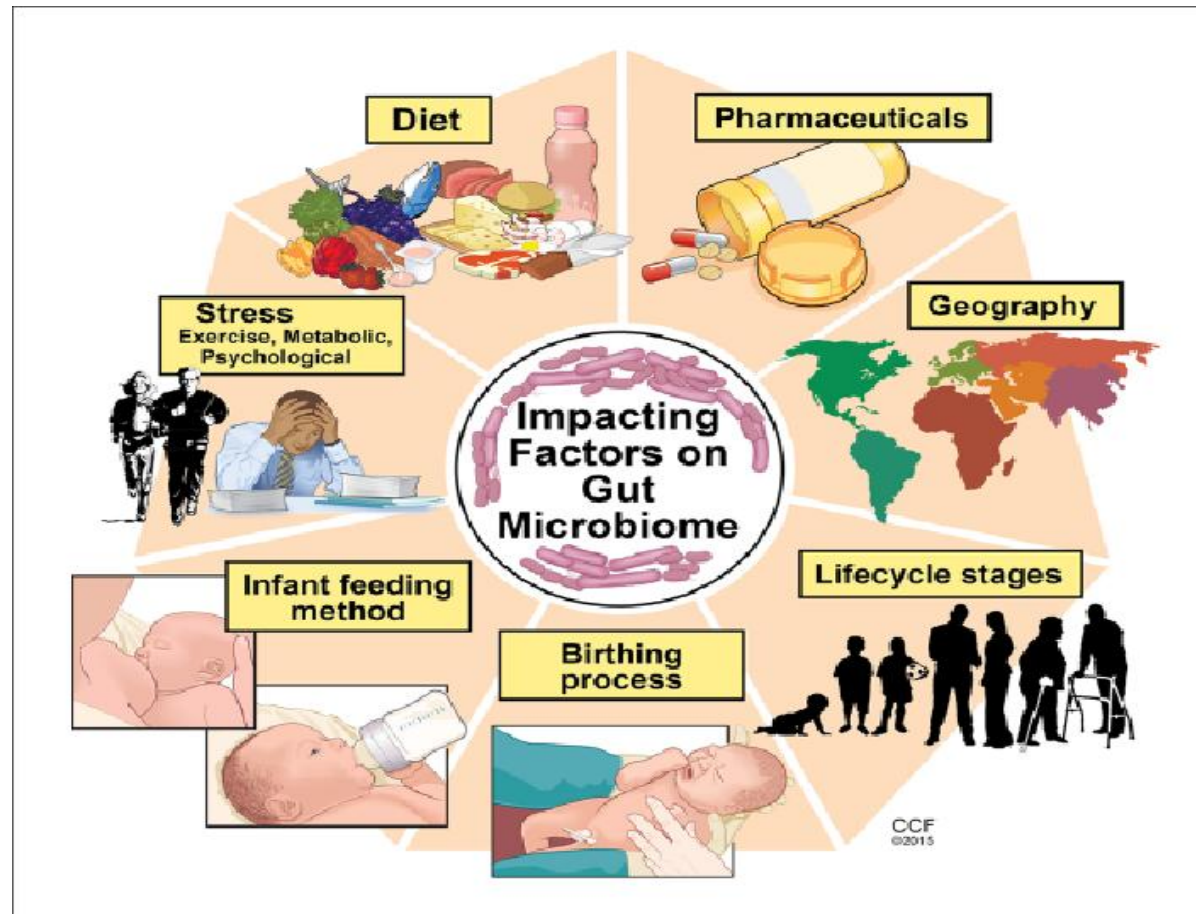 Diet
Pharmaceuticals
Stress
Exercise, Metabolic,
Psychological
Geography
Impacting
Factors on
Gut
Microbiome
Infant feeding
method
Birthing
process
Lifecycle stages
CCF
©2015